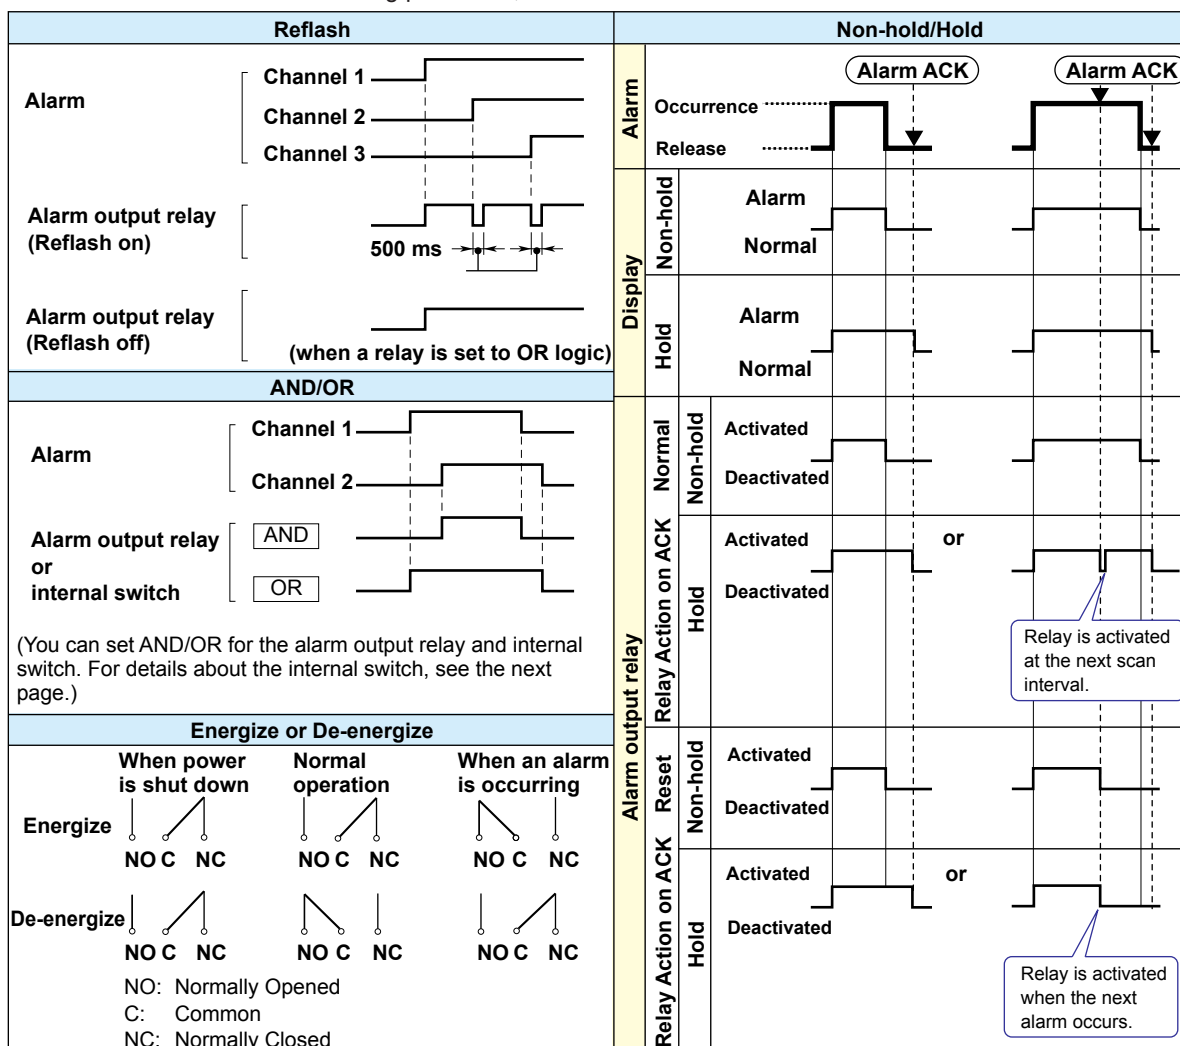 Reflash
Alarm
Channel 1
Channel 2
Channel 3
Alarm output relay
(Reflash on)
500 ms
Alarm output relay
(Reflash off)
(when a relay is set to OR logic)
AND/OR
Alarm
Channel 1
Channel 2
Alarm output relay
or
internal switch
AND
OR
(You can set AND/OR for the alarm output relay and internal
switch. For details about the internal switch, see the next
page.)
Energize or De-energize
When power
is shut down
Normal
operation
When an alarm
is occurring
Energize
NO C NC
NO C NC
NO C NC
De-energize
NO C NC
NO C NC
NO C NC
NO: Normally Opened
C: Common
NC: Normally Closed
Non-hold/Hold
Alarm
Alarm ACK
Alarm ACK
Occurrence
Release
Display
Non-hold
Alarm
Normal
Hold
Alarm
Normal
Alarm output relay
Relay Action on ACK Normal
Non-hold
Activated
Deactivated
Hold
Activated
Deactivated
or
Relay is activated
at the next scan
interval.
Relay Action on ACK Reset
Non-hold
Activated
Deactivated
Hold
Activated
Deactivated
or
Relay is activated
when the next
alarm occurs.